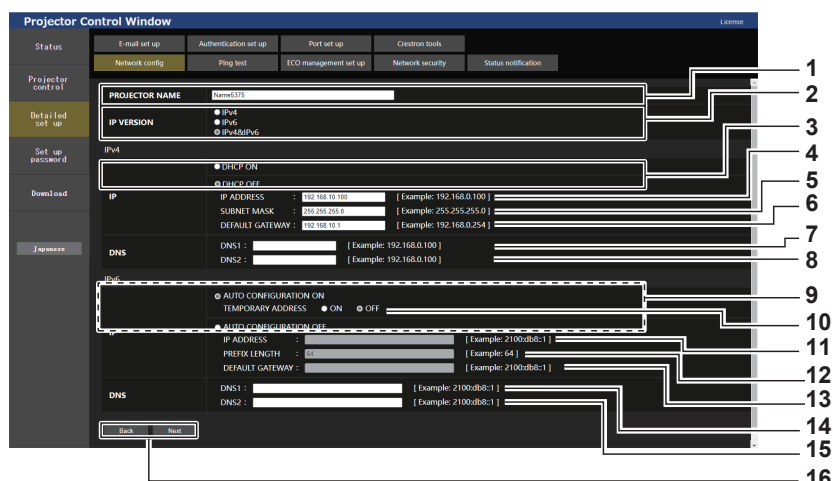 Projector Control Window
License
Status
Projector
control
Detailed
set up
Set up
password
Download
Japanese
E-mail set up
Authentication set up
Port set up
Crestron tools
Network config
Ping test
ECO management set up
Network security
Status notification
PROJECTOR NAME
Name5375
IP VERSION
IPv4
IPv6
IPv4&IPv6
IPv4
DHCP ON
DHCP OFF
IP
IP ADDRESS : 192.168.10.100 [ Example: 192.168.0.100 ]
SUBNET MASK : 255.255.255.0 [ Example: 255.255.255.0 ]
DEFAULT GATEWAY : 192.168.10.1 [ Example: 192.168.0.254 ]
DNS
DNS1 : [ Example: 192.168.0.100 ]
DNS2 : [ Example: 192.168.0.100 ]
IPv6
AUTO CONFIGURATION ON
TEMPORARY ADDRESS ON OFF
AUTO CONFIGURATION OFF
IP
IP ADDRESS : [ Example: 2100:db8::1 ]
PREFIX LENGTH : 64 [ Example: 64 ]
DEFAULT GATEWAY : [ Example: 2100:db8::1 ]
DNS
DNS1 : [ Example: 2100:db8::1 ]
DNS2 : [ Example: 2100:db8::1 ]
Back Next
1
2
3
4
5
6
7
8
9
10
11
12
13
14
15
16